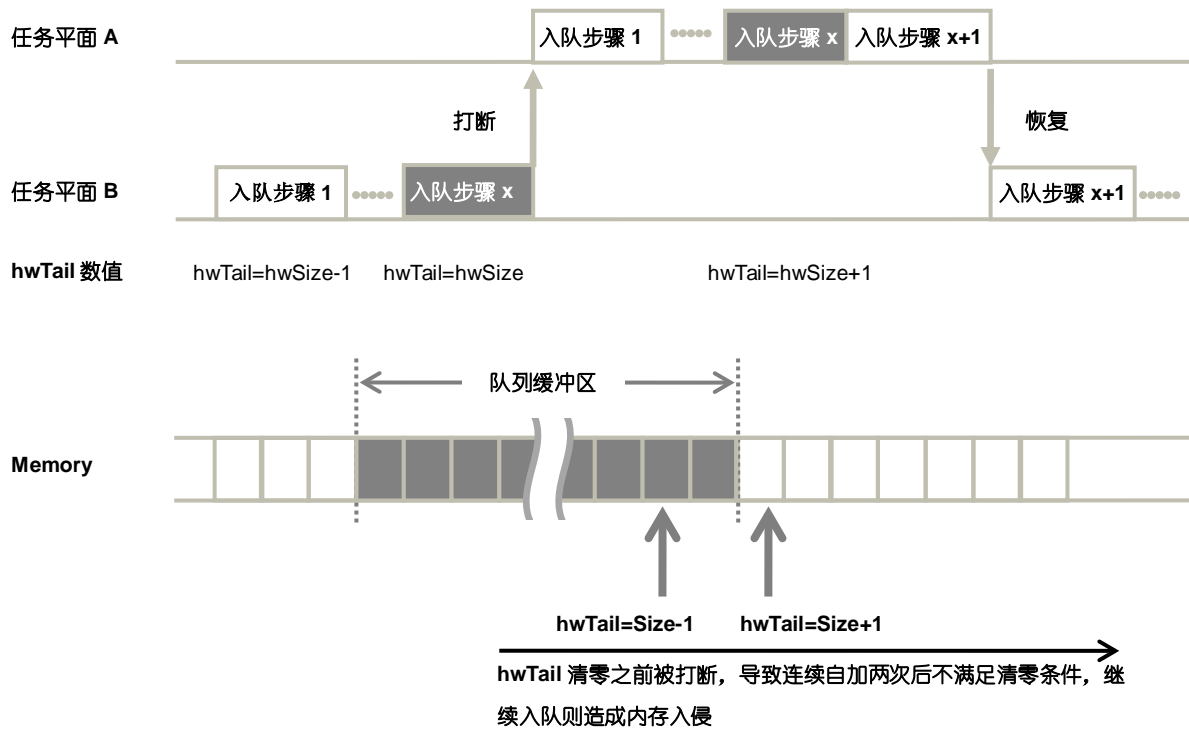 任务平面 A
入队步骤 1
入队步骤 x
入队步骤 x+1
打断
恢复
任务平面 B
入队步骤 1
入队步骤 x
入队步骤 x+1
hwTail 数值
hwTail=hwSize-1
hwTail=hwSize
hwTail=hwSize+1
队列缓冲区
Memory
hwTail=Size-1
hwTail=Size+1
hwTail 清零之前被打断，导致连续自加两次后不满足清零条件，继
续入队则造成内存入侵